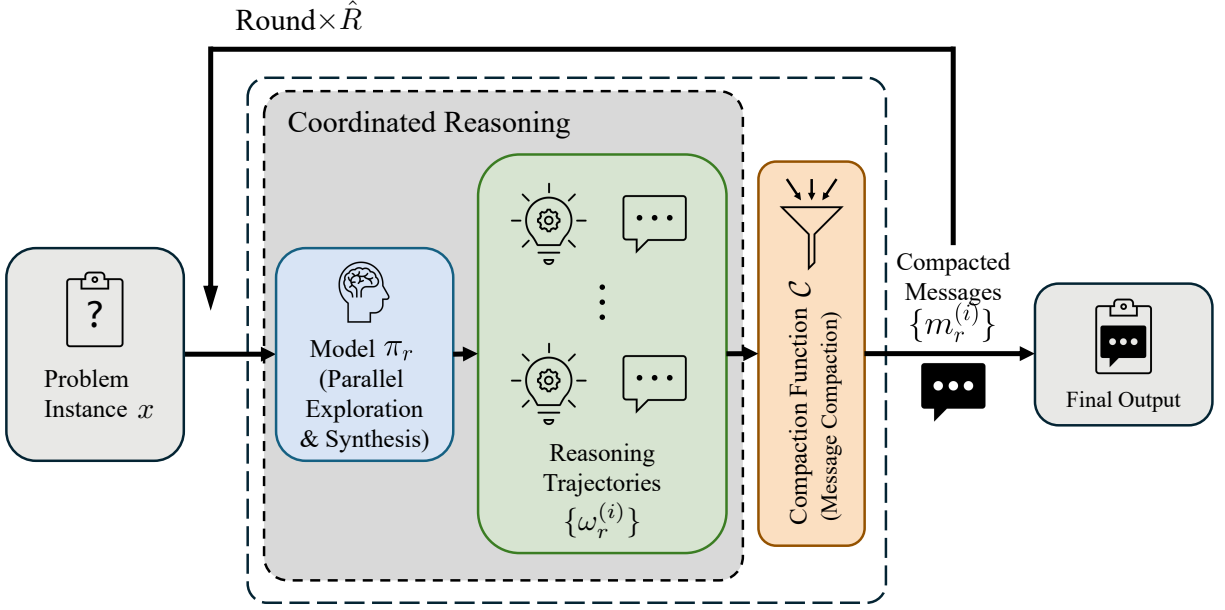 Round×R̂
Coordinated Reasoning
?
Problem
Instance x
Model π_r
(Parallel
Exploration
& Synthesis)
Reasoning
Trajectories
{ω_r^{(i)}}
Compaction Function 𝒞
(Message Compaction)
Compacted
Messages
{m_r^{(i)}}
Final Output